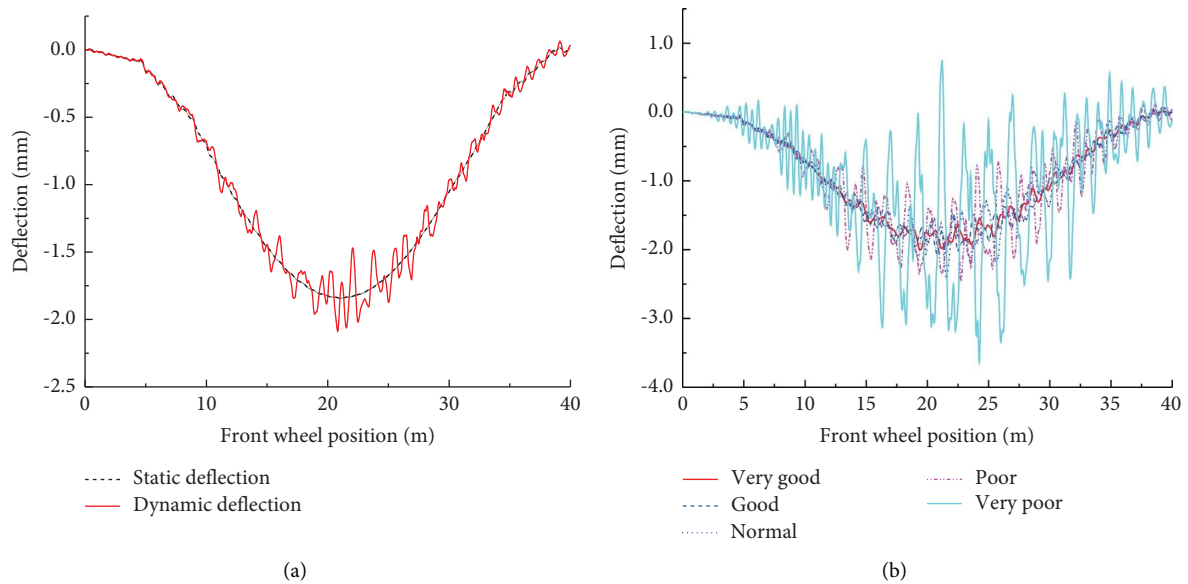 0.0
-0.5
-1.0
-1.5
-2.0
-2.5
Deflection (mm)
0 10 20 30 40
Front wheel position (m)
Static deflection
Dynamic deflection
(a)
1.0
0.0
-1.0
-2.0
-3.0
-4.0
Deflection (mm)
0 5 10 15 20 25 30 35 40
Front wheel position (m)
Very good Poor
Good Very poor
Normal
(b)